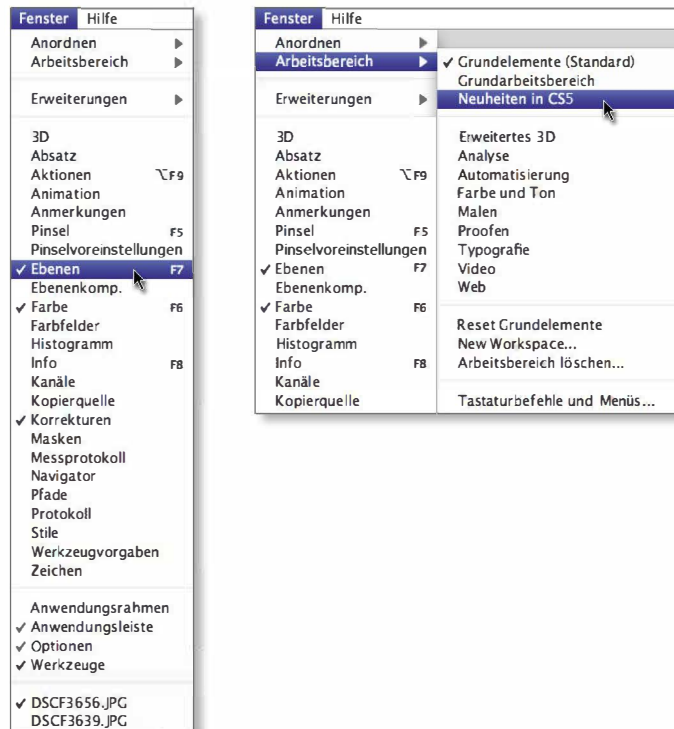 Fenster Hilfe
Anordnen ▶
Arbeitsbereich ▶
Erweiterungen ▶
3D
Absatz
Aktionen ⌥F9
Animation
Anmerkungen
Pinsel F5
Pinselvoreinstellungen
✓ Ebenen F7
Ebenenkomp.
✓ Farbe F6
Farbfelder
Histogramm
Info F8
Kanäle
Kopierquelle
✓ Korrekturen
Masken
Messprotokoll
Navigator
Pfade
Protokoll
Stile
Werkzeugvorgaben
Zeichen
Anwendungsrahmen
✓ Anwendungsleiste
✓ Optionen
✓ Werkzeuge
✓ DSCF3656.JPG
DSCF3639.JPG
Fenster Hilfe
Anordnen ▶
Arbeitsbereich ▶
Erweiterungen ▶
3D
Absatz
Aktionen ⌥F9
Animation
Anmerkungen
Pinsel F5
Pinselvoreinstellungen
✓ Ebenen F7
Ebenenkomp.
✓ Farbe F6
Farbfelder
Histogramm
Info F8
Kanäle
Kopierquelle
✓ Grundelemente (Standard)
Grundarbeitsbereich
Neuheiten in CS5
Erweitertes 3D
Analyse
Automatisierung
Farbe und Ton
Malen
Proofen
Typografie
Video
Web
Reset Grundelemente
New Workspace...
Arbeitsbereich löschen...
Tastaturbefehle und Menüs...